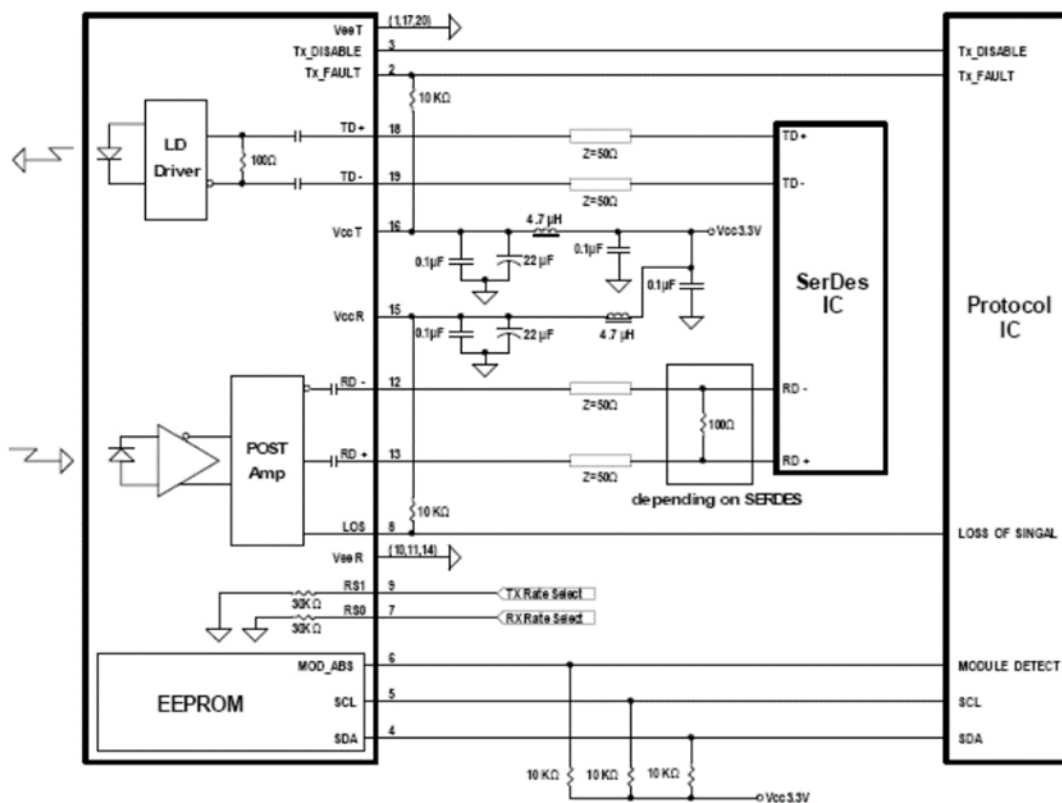 VeeT (1,17,20)
Tx_DISABLE 3 Tx_DISABLE
Tx_FAULT 2 Tx_FAULT
10 KΩ
LD
Driver
100Ω
TD+ 18 TD+
Z=50Ω
TD- 19 TD-
Z=50Ω
VccT 16 4.7 µH Vcc3.3V
0.1µF 22 µF 0.1µF
0.1µF
SerDes
IC
Protocol
IC
VccR 15
0.1µF 22 µF 4.7 µH
RD - 12 RD -
Z=50Ω
100Ω
POST
Amp
RD + 13 RD +
Z=50Ω
depending on SERDES
10 KΩ
LOS 8 LOSS OF SINGAL
VeeR (10,11,14)
RS1 9 TX Rate Select
30KΩ
RS0 7 RX Rate Select
30KΩ
MOD_ABS 6 MODULE DETECT
EEPROM
SCL 5 SCL
SDA 4 SDA
10 KΩ 10 KΩ 10 KΩ
Vcc3.3V